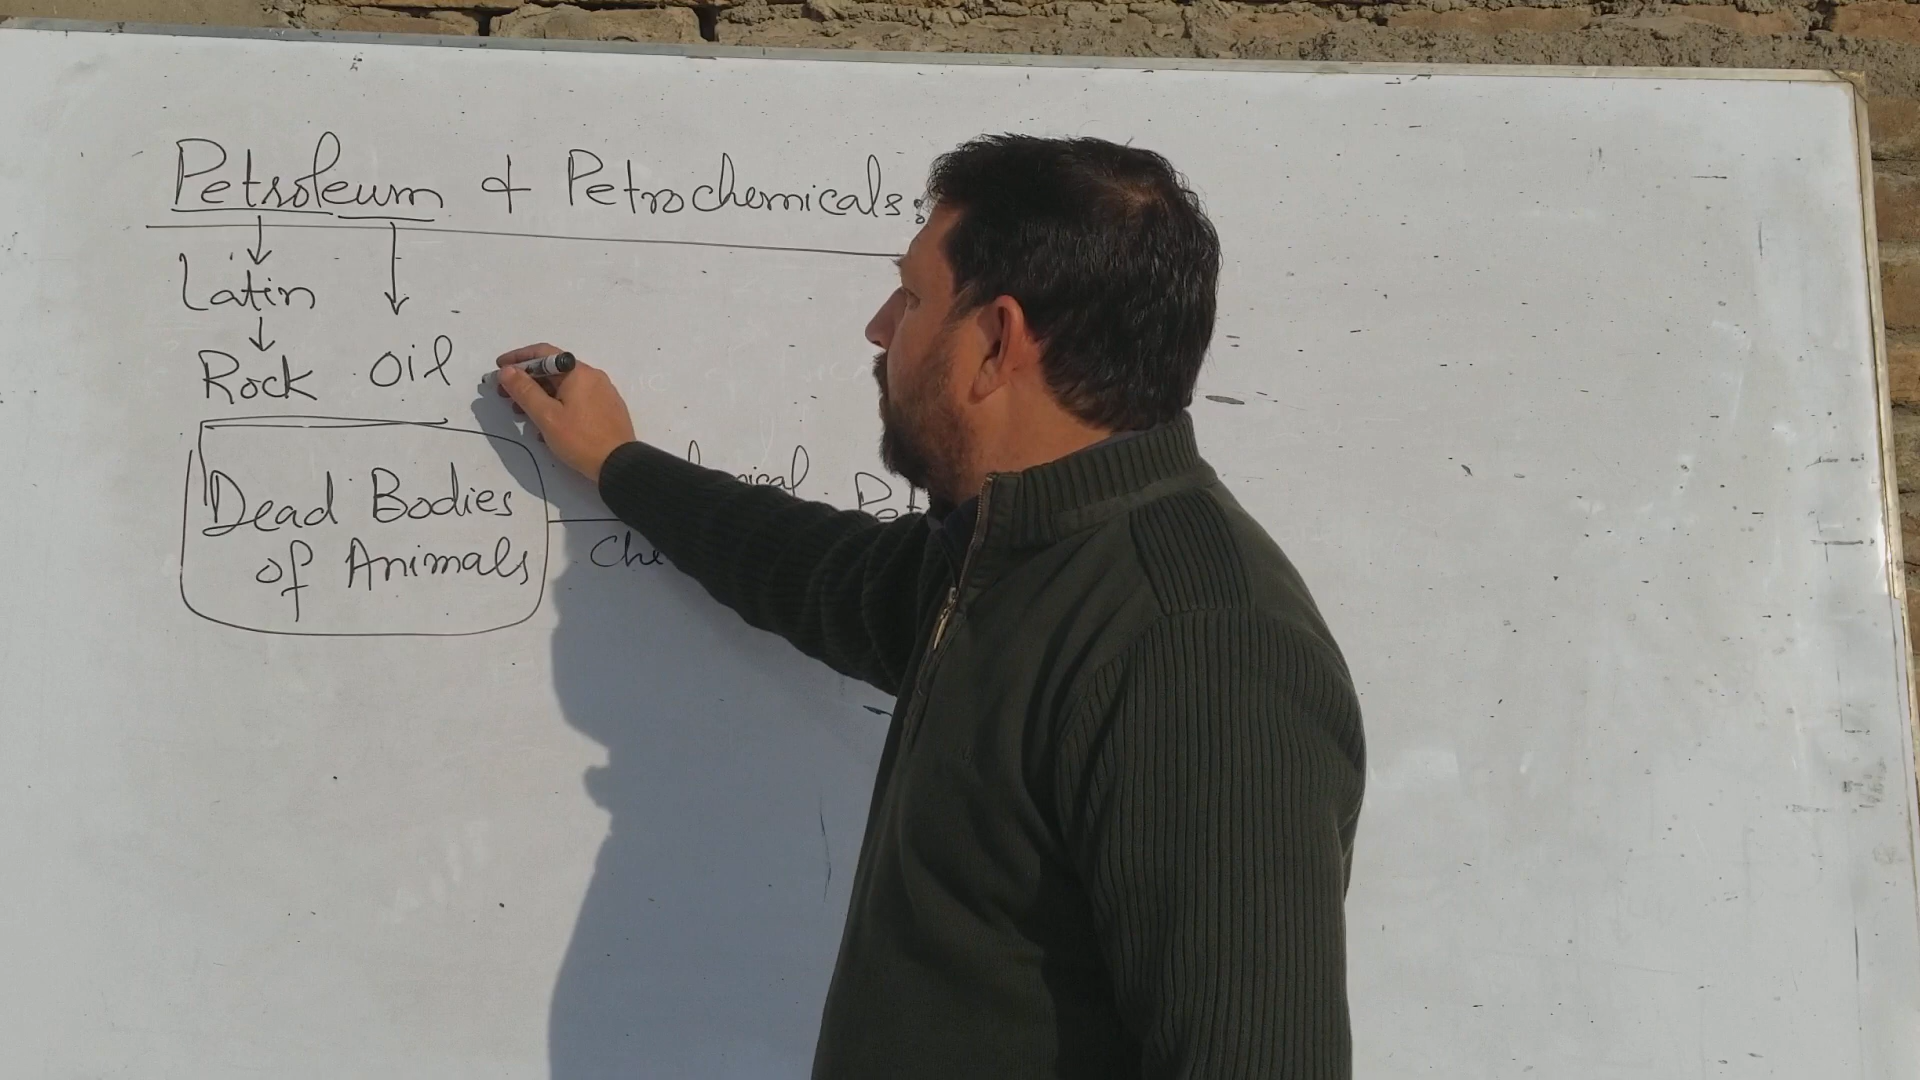 Petroleum & Petrochemicals:
Latin
Rock Oil
Dead Bodies
of Animals